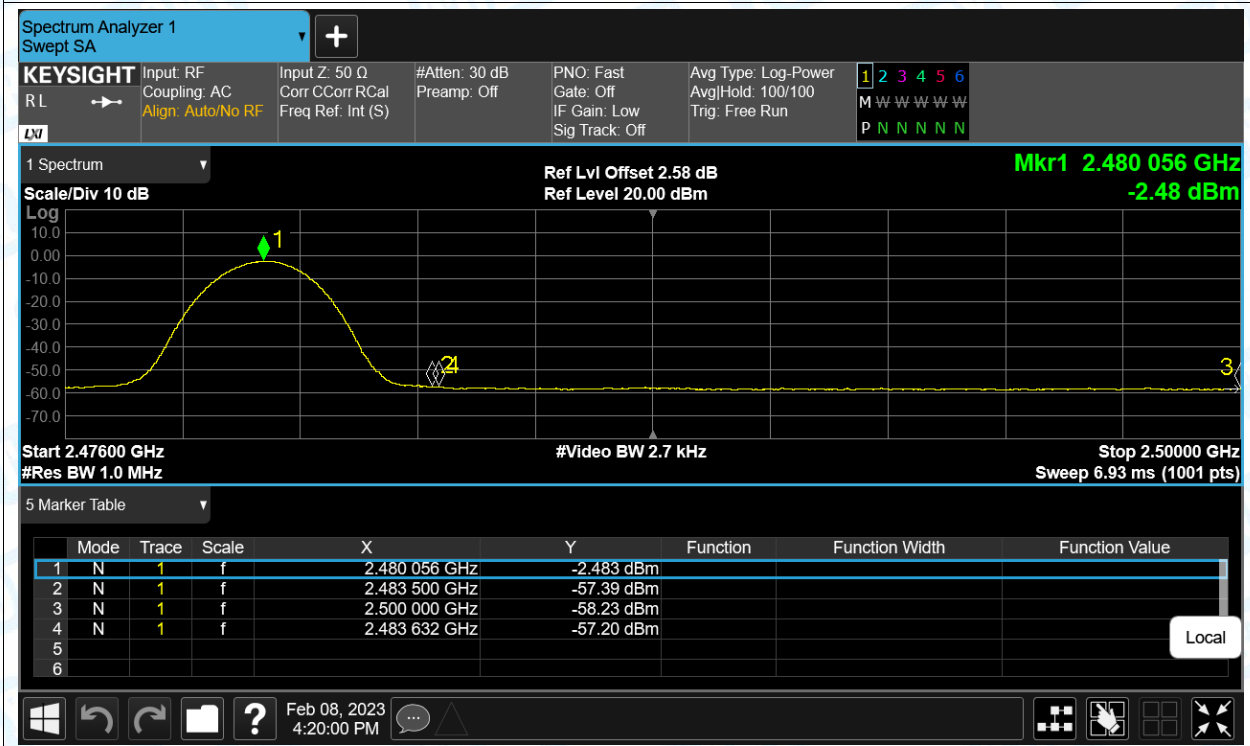 Spectrum Analyzer 1
Swept SA
KEYSIGHT
R L
LXI
Input: RF
Coupling: AC
Align: Auto/No RF
Input Z: 50 Ω
Corr CCorr RCal
Freq Ref: Int (S)
#Atten: 30 dB
Preamp: Off
PNO: Fast
Gate: Off
IF Gain: Low
Sig Track: Off
Avg Type: Log-Power
Avg|Hold: 100/100
Trig: Free Run
1 2 3 4 5 6
M W W W W W
P N N N N N
1 Spectrum
Scale/Div 10 dB
Ref Lvl Offset 2.58 dB
Ref Level 20.00 dBm
Mkr1 2.480 056 GHz
-2.48 dBm
Log
10.0
0.00
-10.0
-20.0
-30.0
-40.0
-50.0
-60.0
-70.0
1
2
4
3
Start 2.47600 GHz
#Video BW 2.7 kHz
Stop 2.50000 GHz
#Res BW 1.0 MHz
Sweep 6.93 ms (1001 pts)
5 Marker Table
Mode Trace Scale X Y Function Function Width Function Value
1 N 1 f 2.480 056 GHz -2.483 dBm
2 N 1 f 2.483 500 GHz -57.39 dBm
3 N 1 f 2.500 000 GHz -58.23 dBm
4 N 1 f 2.483 632 GHz -57.20 dBm
5
6
Local
?
Feb 08, 2023
4:20:00 PM